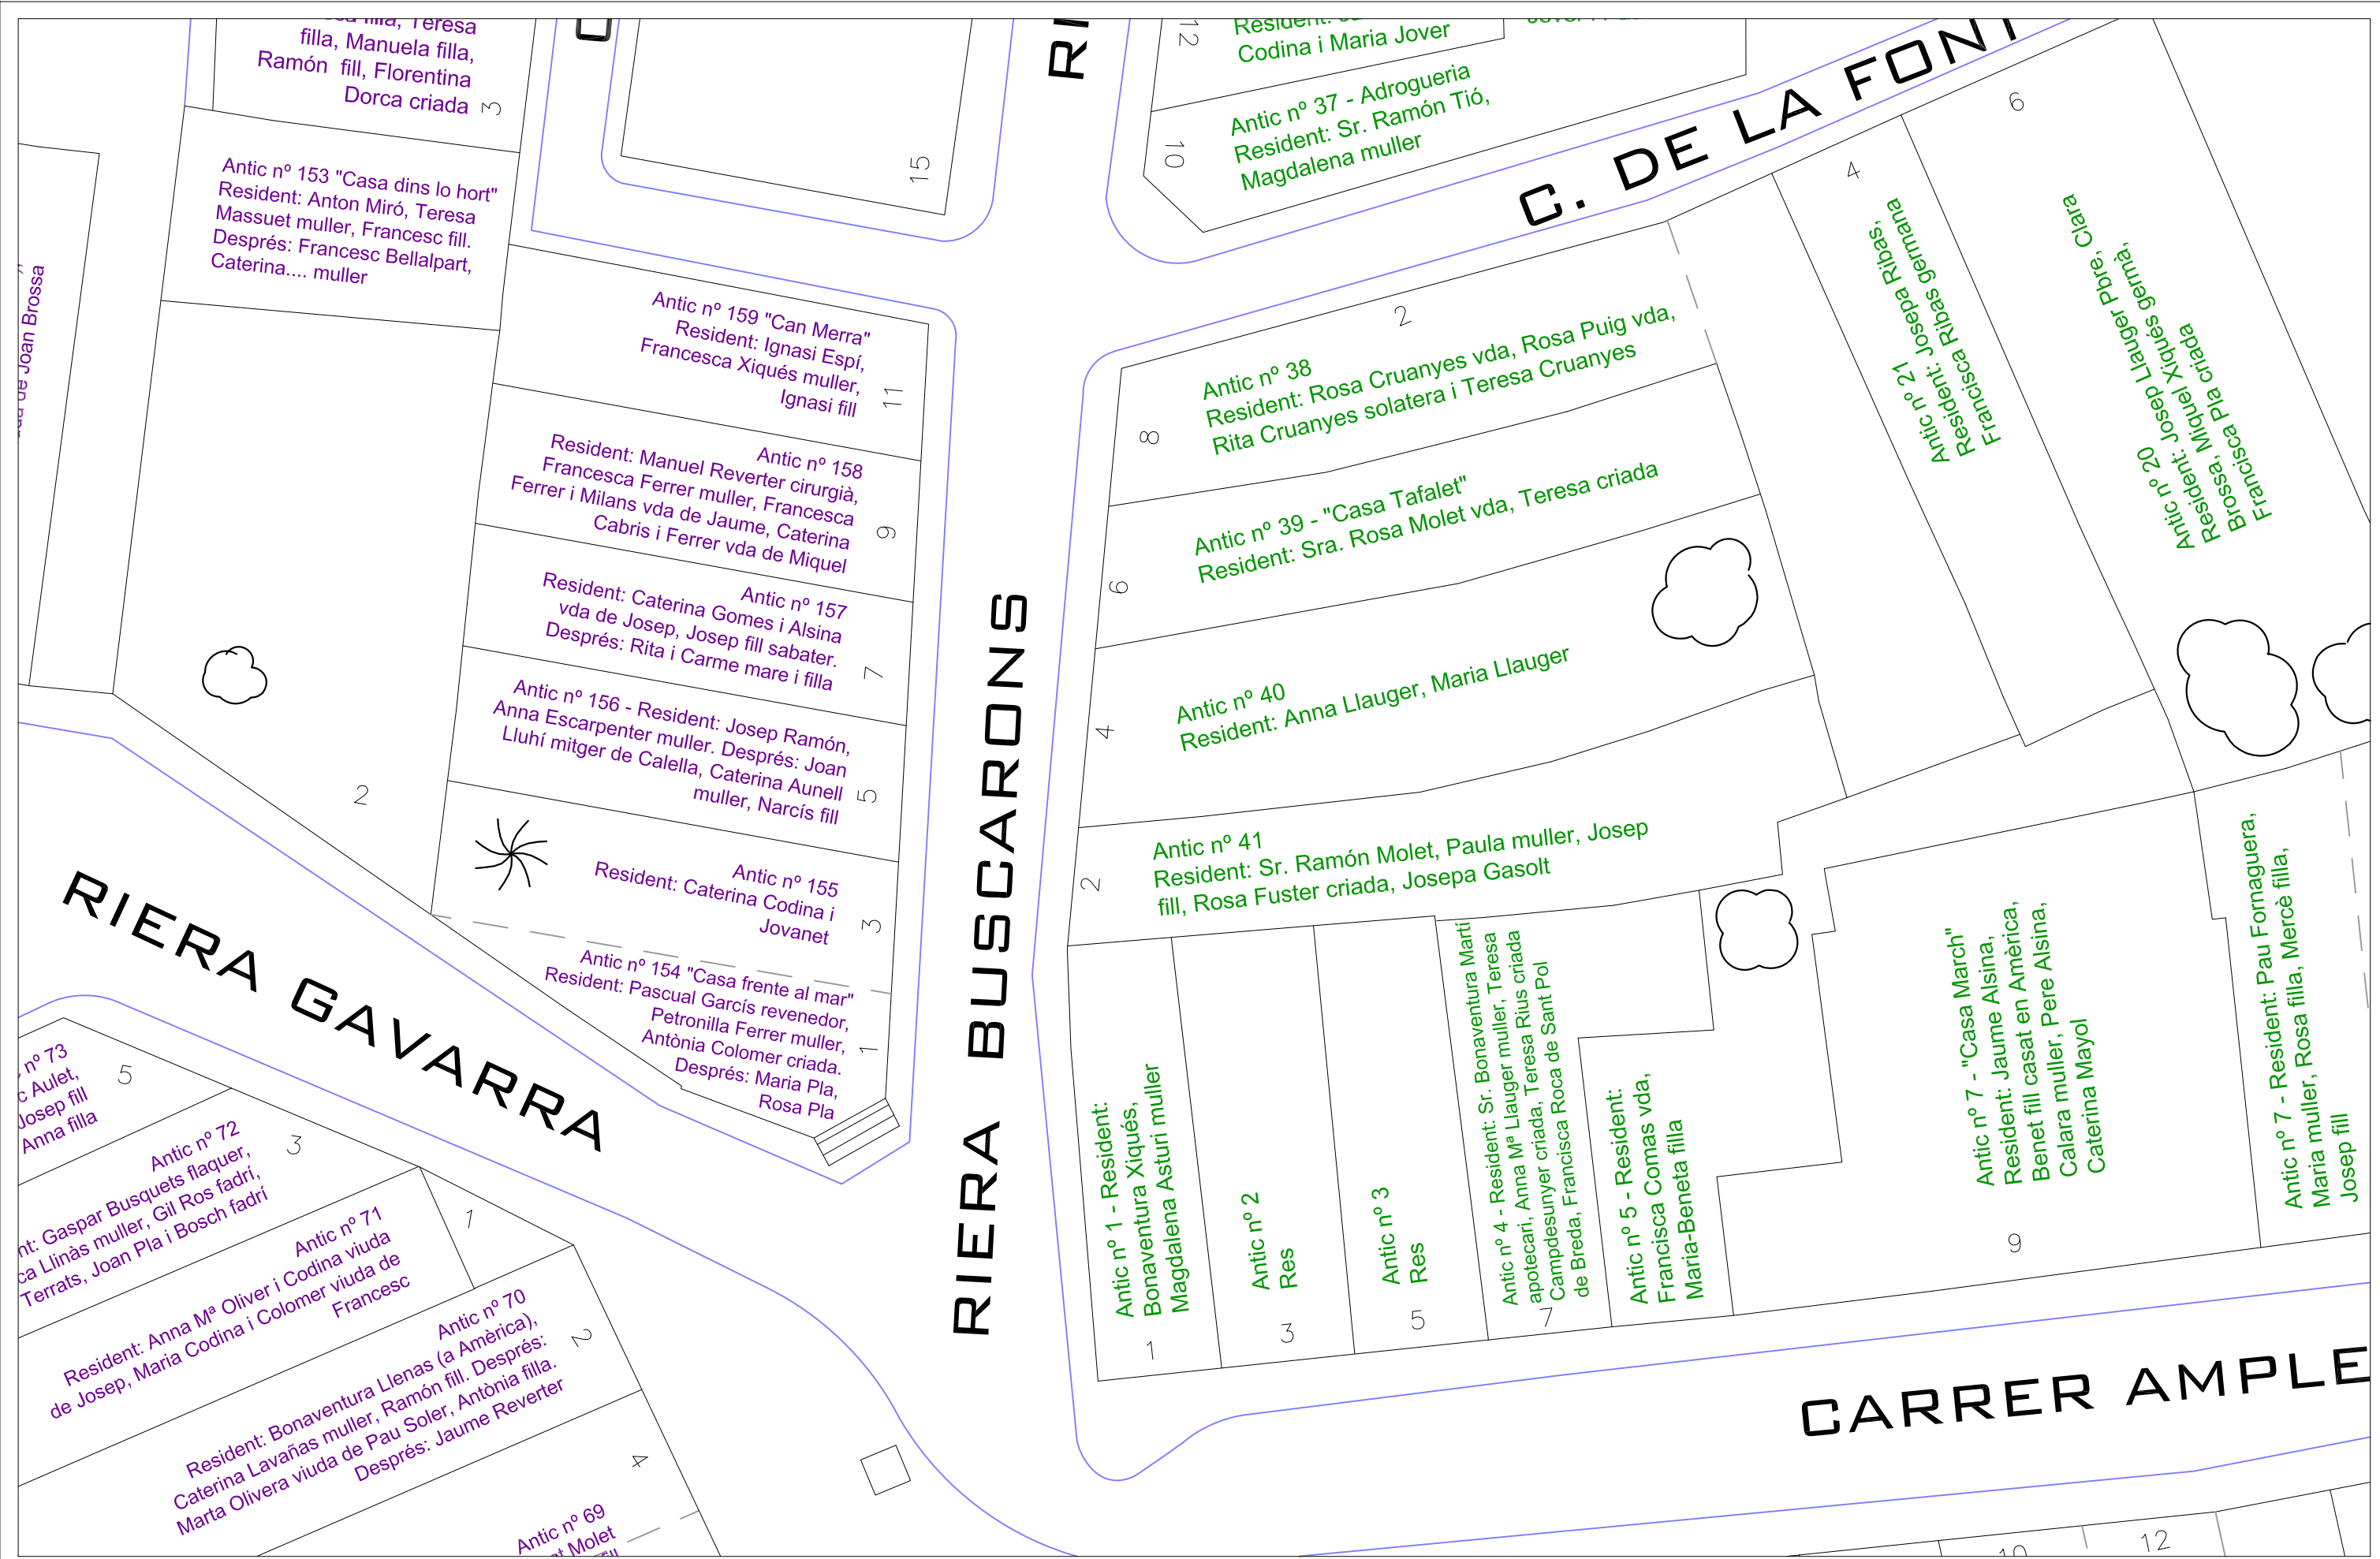 filla, Teresa
filla, Manuela filla,
Ramón fill, Florentina
Dorca criada
3
Antic nº 153 "Casa dins lo hort"
Resident: Anton Miró, Teresa
Massuet muller, Francesc fill.
Després: Francesc Bellalpart,
Caterina.... muller
de Joan Brossa
15
12
Codina i Maria Jover
10
Antic nº 37 - Adrogueria
Resident: Sr. Ramón Tió,
Magdalena muller
C. DE LA FONT
Antic nº 159 "Can Merra"
Resident: Ignasi Espí,
Francesca Xiqués muller,
Ignasi fill
11
Antic nº 158
Resident: Manuel Reverter cirurgià,
Francesca Ferrer muller, Francesca
Ferrer i Milans vda de Jaume, Caterina
Cabris i Ferrer vda de Miquel
9
Antic nº 157
Resident: Caterina Gomes i Alsina
vda de Josep, Josep fill sabater.
Després: Rita i Carme mare i filla
7
Antic nº 156 - Resident: Josep Ramón,
Anna Escarpenter muller. Després: Joan
Lluhí mitger de Calella, Caterina Aunell
muller, Narcís fill
5
Antic nº 155
Resident: Caterina Codina i
Jovanet
3
Antic nº 154 "Casa frente al mar"
Resident: Pascual Garcís revenedor,
Petronilla Ferrer muller,
Antònia Colomer criada.
Després: Maria Pla,
Rosa Pla
1
2
RIERA GAVARRA
RIERA BUSCARONS
2
8
Antic nº 38
Resident: Rosa Cruanyes vda, Rosa Puig vda,
Rita Cruanyes solatera i Teresa Cruanyes
6
Antic nº 39 - "Casa Tafalet"
Resident: Sra. Rosa Molet vda, Teresa criada
4
Antic nº 40
Resident: Anna Llauger, Maria Llauger
2
Antic nº 41
Resident: Sr. Ramón Molet, Paula muller, Josep
fill, Rosa Fuster criada, Josepa Gasolt
4
Antic nº 21
Resident: Josepa Ribas,
Francisca Ribas germana
6
Antic nº 20
Resident: Josep Llauger Pbre, Clara
Brossa, Miquel Xiqués germà,
Francisca Pla criada
Antic nº 1 - Resident:
Bonaventura Xiqués,
Magdalena Asturi muller
1
Antic nº 2
Res
3
Antic nº 3
Res
5
Antic nº 4 - Resident: Sr. Bonaventura Martí
apotecari, Anna Mª Llauger muller, Teresa
Campdesunyer criada, Teresa Rius criada
de Breda, Francisca Roca de Sant Pol
7
Antic nº 5 - Resident:
Francisca Comas vda,
Maria-Beneta filla
Antic nº 7 - "Casa March"
Resident: Jaume Alsina,
Benet fill casat en Amèrica,
Calara muller, Pere Alsina,
Caterina Mayol
9
Antic nº 7 - Resident: Pau Fornaguera,
Maria muller, Rosa filla, Mercè filla,
Josep fill
CARRER AMPLE
nº 73
Aulet,
Josep fill
Anna filla
5
Antic nº 72
Gaspar Busquets flaquer,
Llinàs muller, Gil Ros fadrí,
Terrats, Joan Pla i Bosch fadrí
3
Antic nº 71
Resident: Anna Mª Oliver i Codina viuda
de Josep, Maria Codina i Colomer viuda de
Francesc
1
Antic nº 70
Resident: Bonaventura Llenas (a Amèrica),
Caterina Lavañas muller, Ramón fill. Després:
Marta Olivera viuda de Pau Soler, Antònia filla.
Després: Jaume Reverter
2
4
Antic nº 69
Molet
10
12